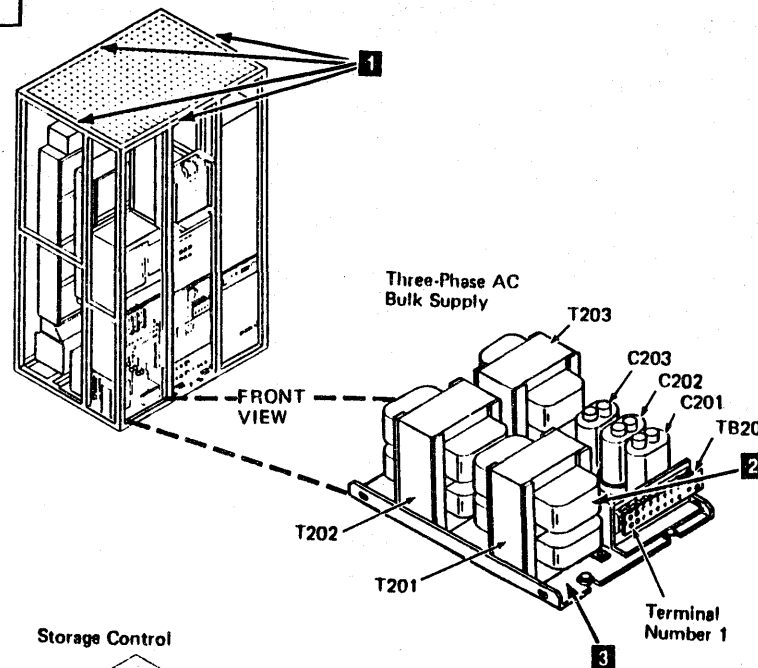 1
Three-Phase AC
Bulk Supply
T203
C203
C202
C201
TB20
FRONT
VIEW
2
T202
T201
Terminal
Number 1
3
Storage Control